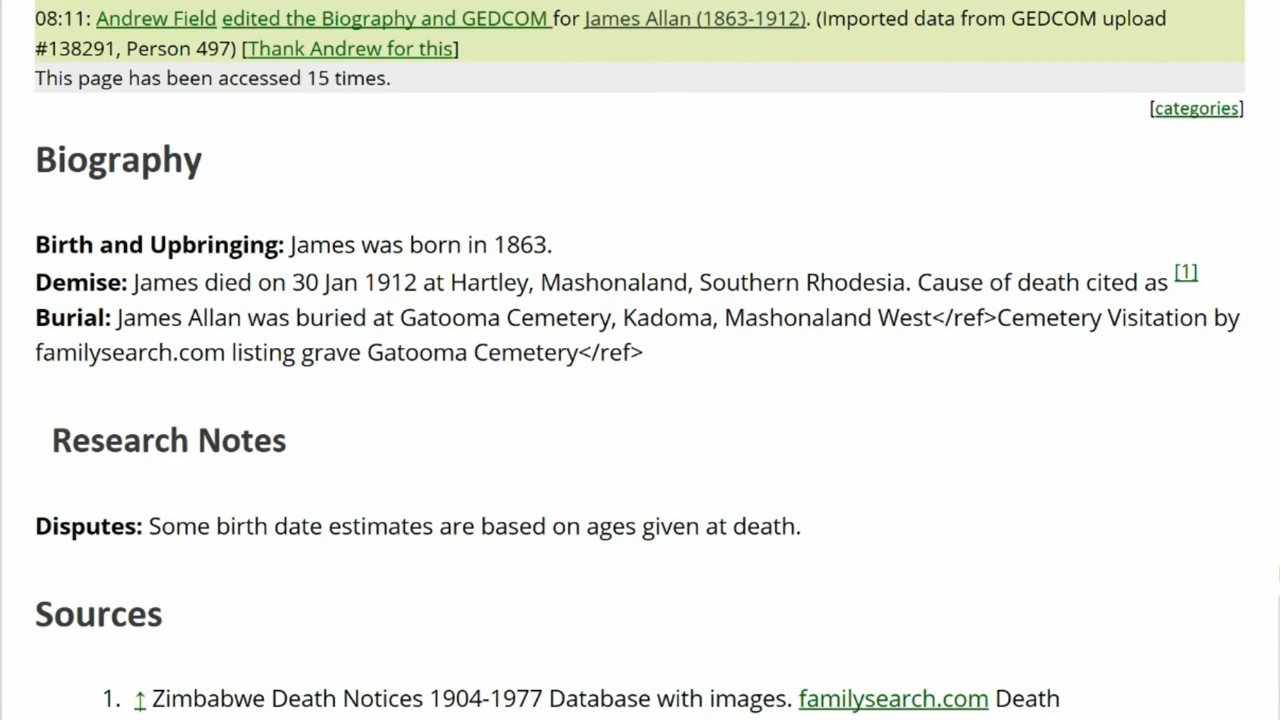 08:11: Andrew Field edited the Biography and GEDCOM for James Allan (1863-1912). (Imported data from GEDCOM upload
#138291, Person 497) [Thank Andrew for this]
This page has been accessed 15 times.
[categories]
Biography
Birth and Upbringing: James was born in 1863.
Demise: James died on 30 Jan 1912 at Hartley, Mashonaland, Southern Rhodesia. Cause of death cited as [1]
Burial: James Allan was buried at Gatooma Cemetery, Kadoma, Mashonaland West</ref>Cemetery Visitation by
familysearch.com listing grave Gatooma Cemetery</ref>
Research Notes
Disputes: Some birth date estimates are based on ages given at death.
Sources
1. ↑ Zimbabwe Death Notices 1904-1977 Database with images. familysearch.com Death